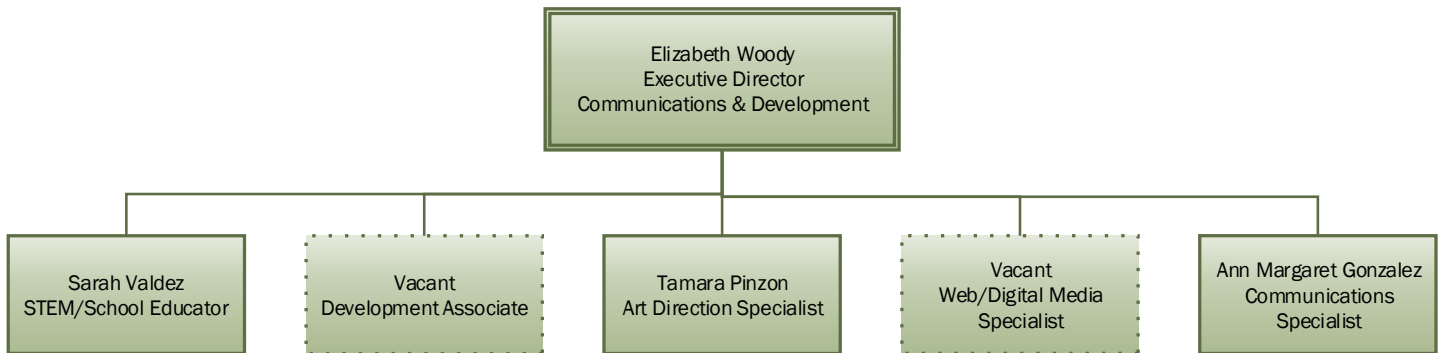 Elizabeth Woody
Executive Director
Communications & Development
Sarah Valdez
STEM/School Educator
Vacant
Development Associate
Tamara Pinzon
Art Direction Specialist
Vacant
Web/Digital Media
Specialist
Ann Margaret Gonzalez
Communications
Specialist